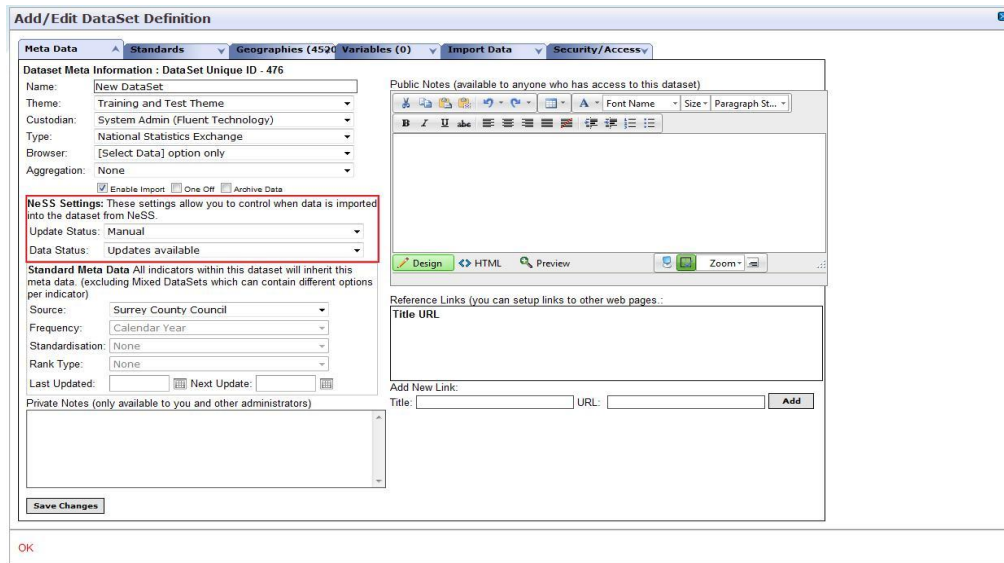 Add/Edit DataSet Definition
Meta Data Standards Geographies (4520 Variables (0) Import Data Security/Access
Dataset Meta Information : DataSet Unique ID - 476
Name: New DataSet
Theme: Training and Test Theme
Custodian: System Admin (Fluent Technology)
Type: National Statistics Exchange
Browser: [Select Data] option only
Aggregation: None
Enable Import One Off Archive Data
NeSS Settings: These settings allow you to control when data is imported
into the dataset from NeSS.
Update Status: Manual
Data Status: Updates available
Standard Meta Data All indicators within this dataset will inherit this
meta data. (excluding Mixed DataSets which can contain different options
per indicator)
Source: Surrey County Council
Frequency: Calendar Year
Standardisation: None
Rank Type: None
Last Updated: Next Update:
Private Notes (only available to you and other administrators)
Save Changes
Public Notes (available to anyone who has access to this dataset)
A Font Name Size Paragraph St...
B I U abc
Design HTML Preview Zoom
Reference Links (you can setup links to other web pages.:
Title URL
Add New Link:
Title: URL: Add
OK